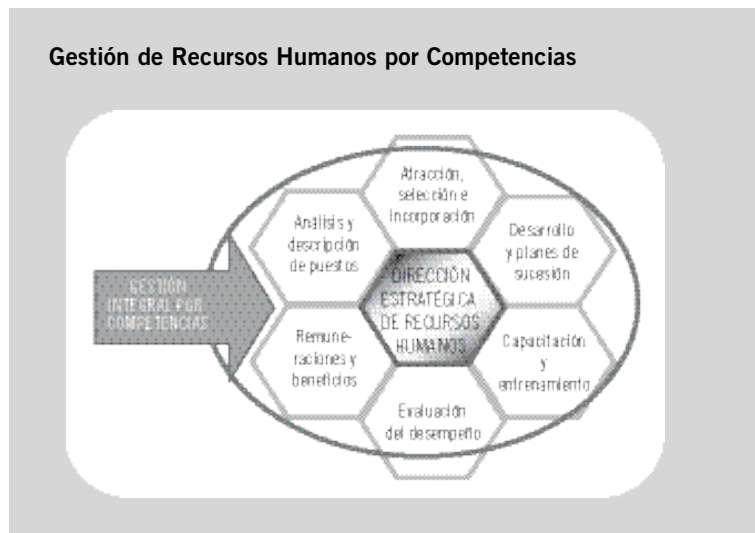 Gestión de Recursos Humanos por Competencias
Atracción,
selección e
incorporación
Análisis y
descripción
de puestos
Desarrollo
y planes de
sucesión
DIRECCIÓN
ESTRATÉGICA
DE RECURSOS
HUMANOS
GESTIÓN
INTEGRAL POR
COMPETENCIAS
Remune-
raciones y
beneficios
Capacitación
y
entrenamiento
Evaluación
del desempeño